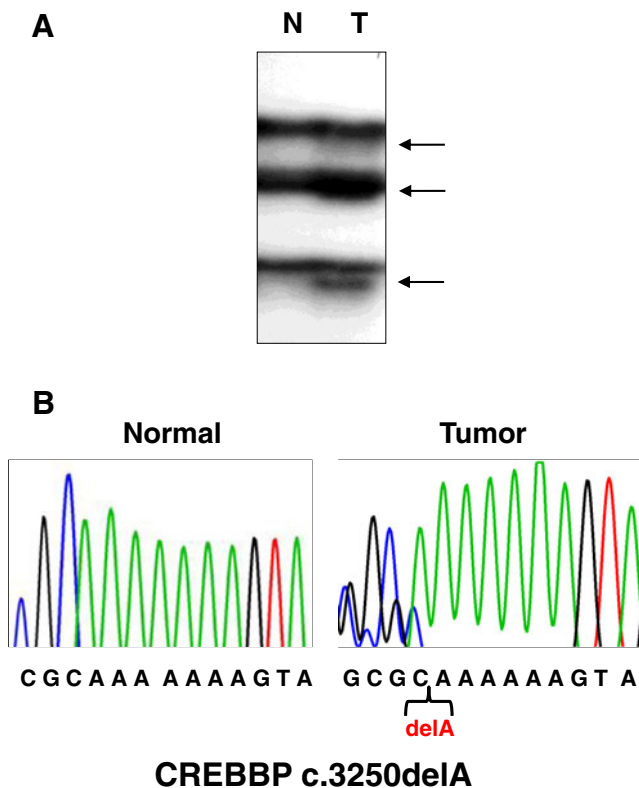 A
N T
B
Normal Tumor
C G C A A A A A A A G T A
G C G C A A A A A A G T A
delA
CREBBP c.3250delA